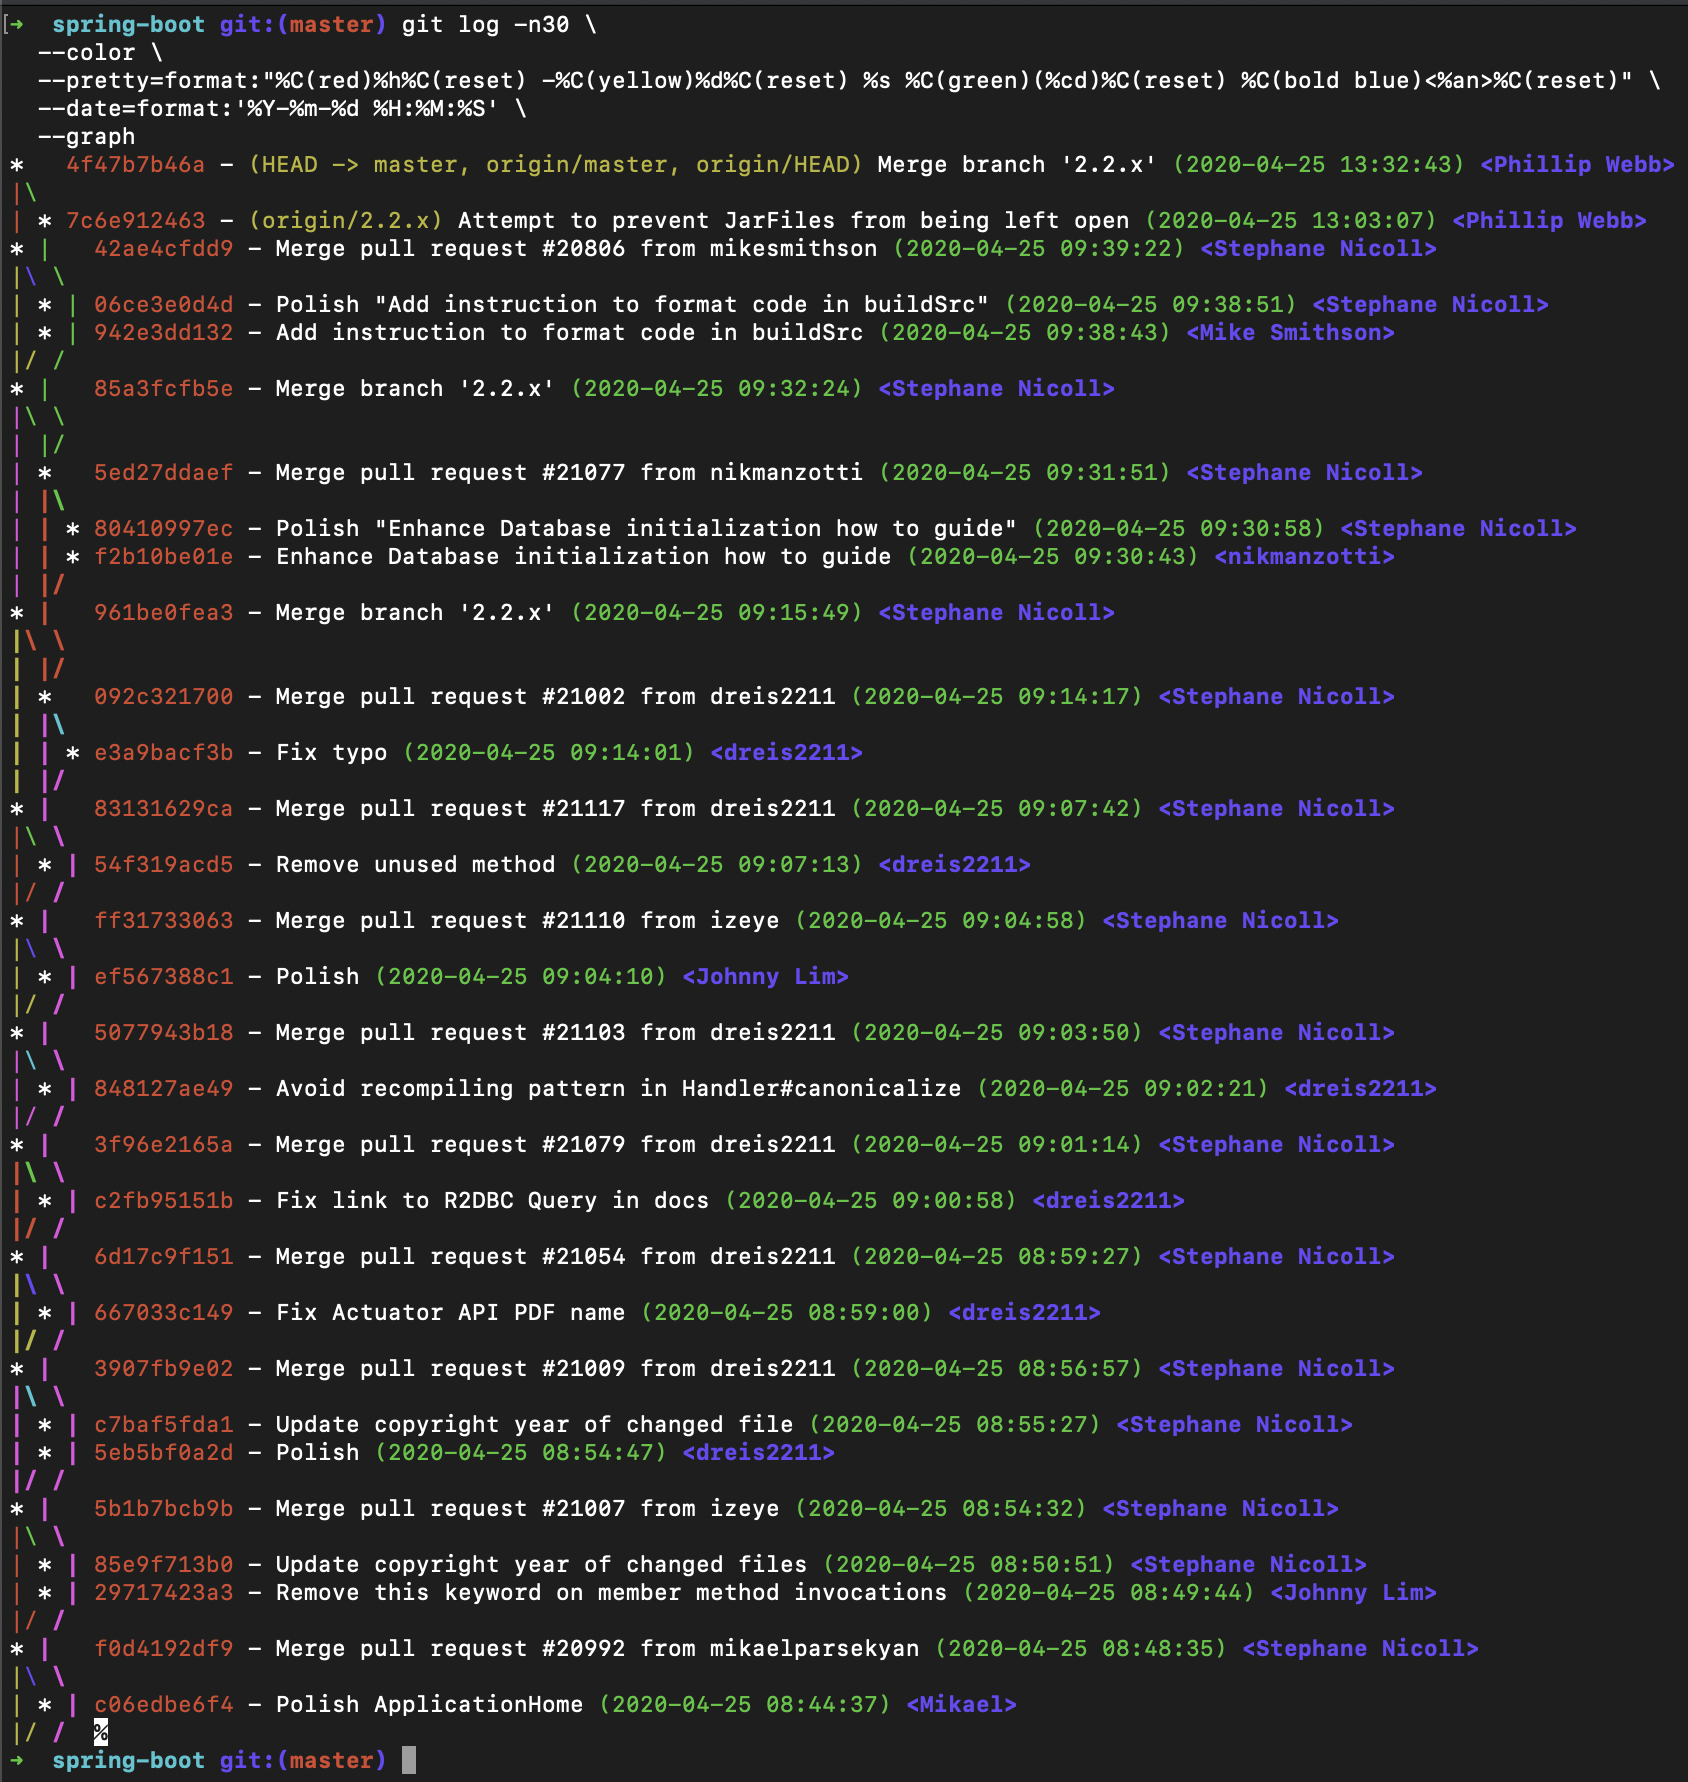 [➜  spring-boot git:(master) git log -n30 \
  --color \
  --pretty=format:"%C(red)%h%C(reset) -%C(yellow)%d%C(reset) %s %C(green)(%cd)%C(reset) %C(bold blue)<%an>%C(reset)" \
  --date=format:'%Y-%m-%d %H:%M:%S' \
  --graph
*   4f47b7b46a - (HEAD -> master, origin/master, origin/HEAD) Merge branch '2.2.x' (2020-04-25 13:32:43) <Phillip Webb>
|\
| * 7c6e912463 - (origin/2.2.x) Attempt to prevent JarFiles from being left open (2020-04-25 13:03:07) <Phillip Webb>
* |   42ae4cfdd9 - Merge pull request #20806 from mikesmithson (2020-04-25 09:39:22) <Stephane Nicoll>
|\ \
| * | 06ce3e0d4d - Polish "Add instruction to format code in buildSrc" (2020-04-25 09:38:51) <Stephane Nicoll>
| * | 942e3dd132 - Add instruction to format code in buildSrc (2020-04-25 09:38:43) <Mike Smithson>
|/ /
* |   85a3fcfb5e - Merge branch '2.2.x' (2020-04-25 09:32:24) <Stephane Nicoll>
|\ \
| |/
| *   5ed27ddaef - Merge pull request #21077 from nikmanzotti (2020-04-25 09:31:51) <Stephane Nicoll>
| |\
| | * 80410997ec - Polish "Enhance Database initialization how to guide" (2020-04-25 09:30:58) <Stephane Nicoll>
| | * f2b10be01e - Enhance Database initialization how to guide (2020-04-25 09:30:43) <nikmanzotti>
| |/
* |   961be0fea3 - Merge branch '2.2.x' (2020-04-25 09:15:49) <Stephane Nicoll>
|\ \
| |/
| *   092c321700 - Merge pull request #21002 from dreis2211 (2020-04-25 09:14:17) <Stephane Nicoll>
| |\
| | * e3a9bacf3b - Fix typo (2020-04-25 09:14:01) <dreis2211>
| |/
* |   83131629ca - Merge pull request #21117 from dreis2211 (2020-04-25 09:07:42) <Stephane Nicoll>
|\ \
| * | 54f319acd5 - Remove unused method (2020-04-25 09:07:13) <dreis2211>
|/ /
* |   ff31733063 - Merge pull request #21110 from izeye (2020-04-25 09:04:58) <Stephane Nicoll>
|\ \
| * | ef567388c1 - Polish (2020-04-25 09:04:10) <Johnny Lim>
|/ /
* |   5077943b18 - Merge pull request #21103 from dreis2211 (2020-04-25 09:03:50) <Stephane Nicoll>
|\ \
| * | 848127ae49 - Avoid recompiling pattern in Handler#canonicalize (2020-04-25 09:02:21) <dreis2211>
|/ /
* |   3f96e2165a - Merge pull request #21079 from dreis2211 (2020-04-25 09:01:14) <Stephane Nicoll>
|\ \
| * | c2fb95151b - Fix link to R2DBC Query in docs (2020-04-25 09:00:58) <dreis2211>
|/ /
* |   6d17c9f151 - Merge pull request #21054 from dreis2211 (2020-04-25 08:59:27) <Stephane Nicoll>
|\ \
| * | 667033c149 - Fix Actuator API PDF name (2020-04-25 08:59:00) <dreis2211>
|/ /
* |   3907fb9e02 - Merge pull request #21009 from dreis2211 (2020-04-25 08:56:57) <Stephane Nicoll>
|\ \
| * | c7baf5fda1 - Update copyright year of changed file (2020-04-25 08:55:27) <Stephane Nicoll>
| * | 5eb5bf0a2d - Polish (2020-04-25 08:54:47) <dreis2211>
|/ /
* |   5b1b7bcb9b - Merge pull request #21007 from izeye (2020-04-25 08:54:32) <Stephane Nicoll>
|\ \
| * | 85e9f713b0 - Update copyright year of changed files (2020-04-25 08:50:51) <Stephane Nicoll>
| * | 29717423a3 - Remove this keyword on member method invocations (2020-04-25 08:49:44) <Johnny Lim>
|/ /
* |   f0d4192df9 - Merge pull request #20992 from mikaelparsekyan (2020-04-25 08:48:35) <Stephane Nicoll>
|\ \
| * | c06edbe6f4 - Polish ApplicationHome (2020-04-25 08:44:37) <Mikael>
|/ /  %
➜  spring-boot git:(master)